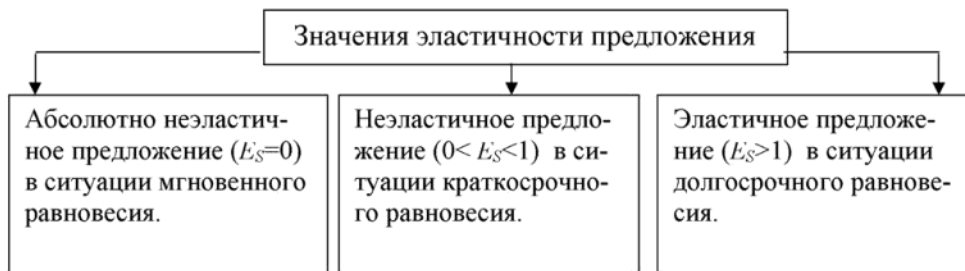 Значения эластичности предложения
Абсолютно неэластич-
ное предложение (Es=0)
в ситуации мгновенного
равновесия.
Неэластичное предло-
жение (0< Es<1) в си-
туации краткосрочно-
го равновесия.
Эластичное предложе-
ние (Es>1) в ситуации
долгосрочного равнове-
сия.